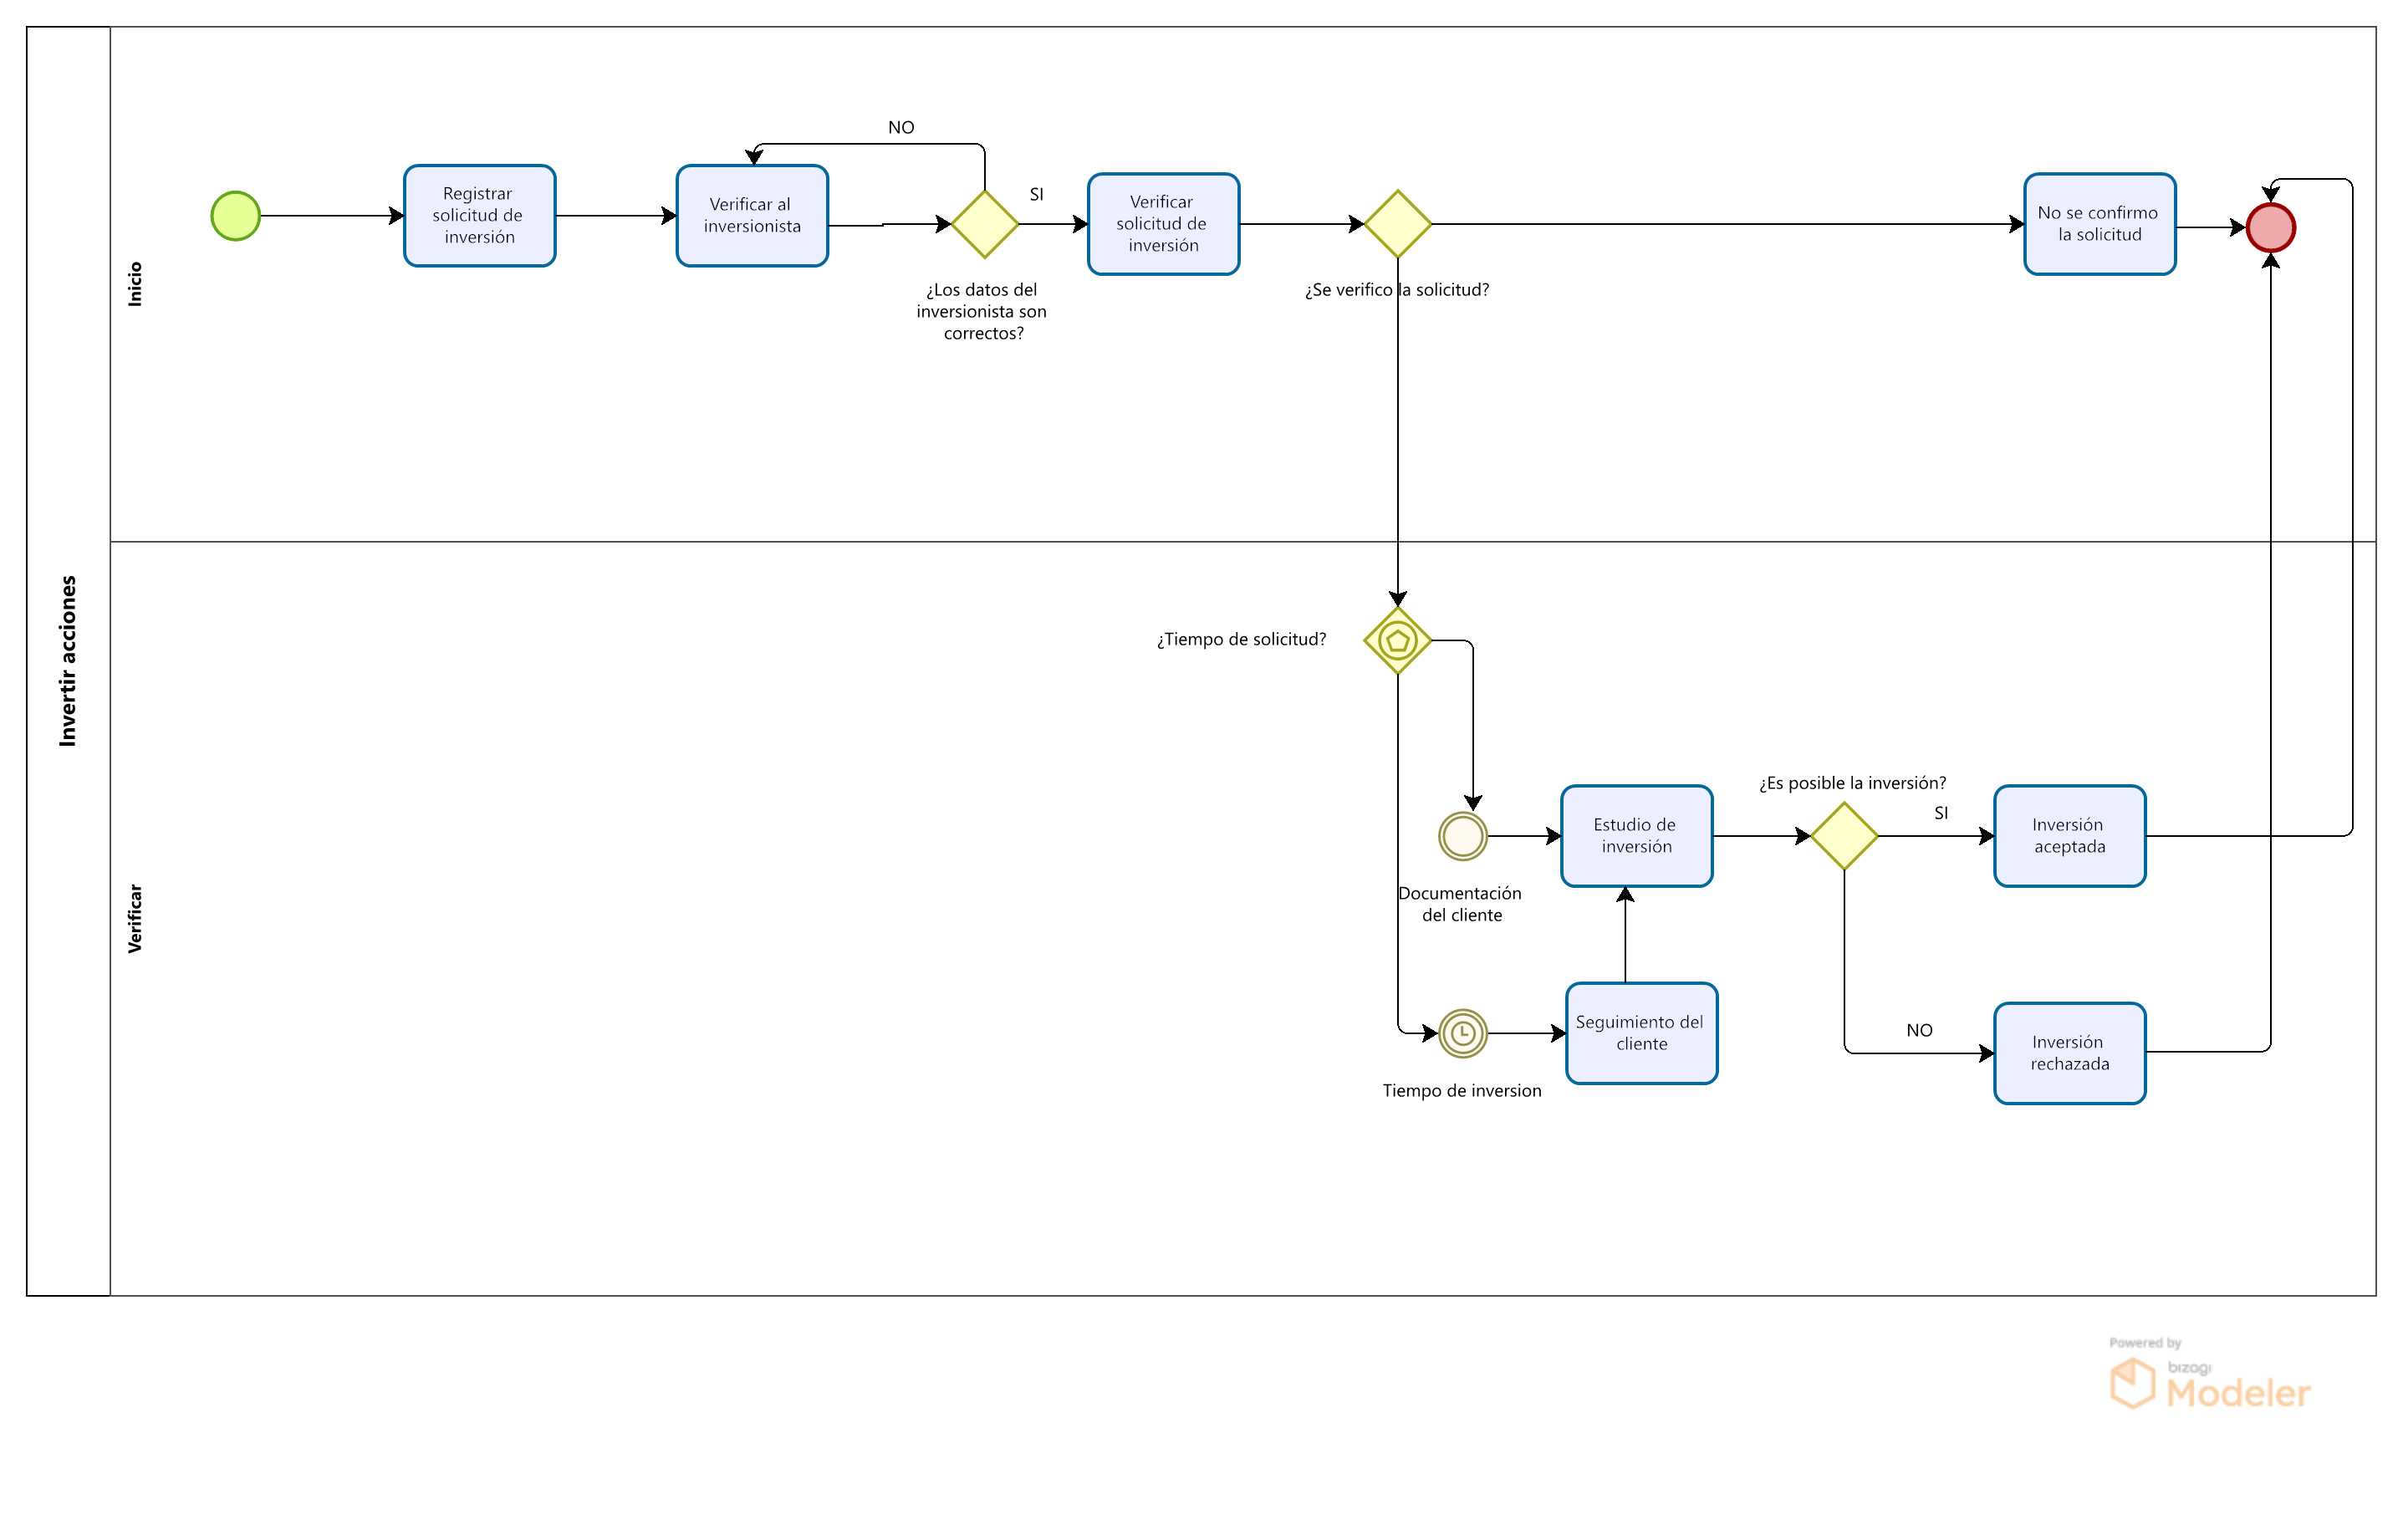 Invertir acciones
Inicio
NO
Registrar
solicitud de
inversión
Verificar al
inversionista
SI
¿Los datos del
inversionista son
correctos?
Verificar
solicitud de
inversión
¿Se verifico la solicitud?
No se confirmo
la solicitud
Verificar
¿Tiempo de solicitud?
Documentación
del cliente
Estudio de
inversión
¿Es posible la inversión?
SI
Inversión
aceptada
Tiempo de inversion
Seguimiento del
cliente
NO
Inversión
rechazada
Powered by
bizagi
Modeler